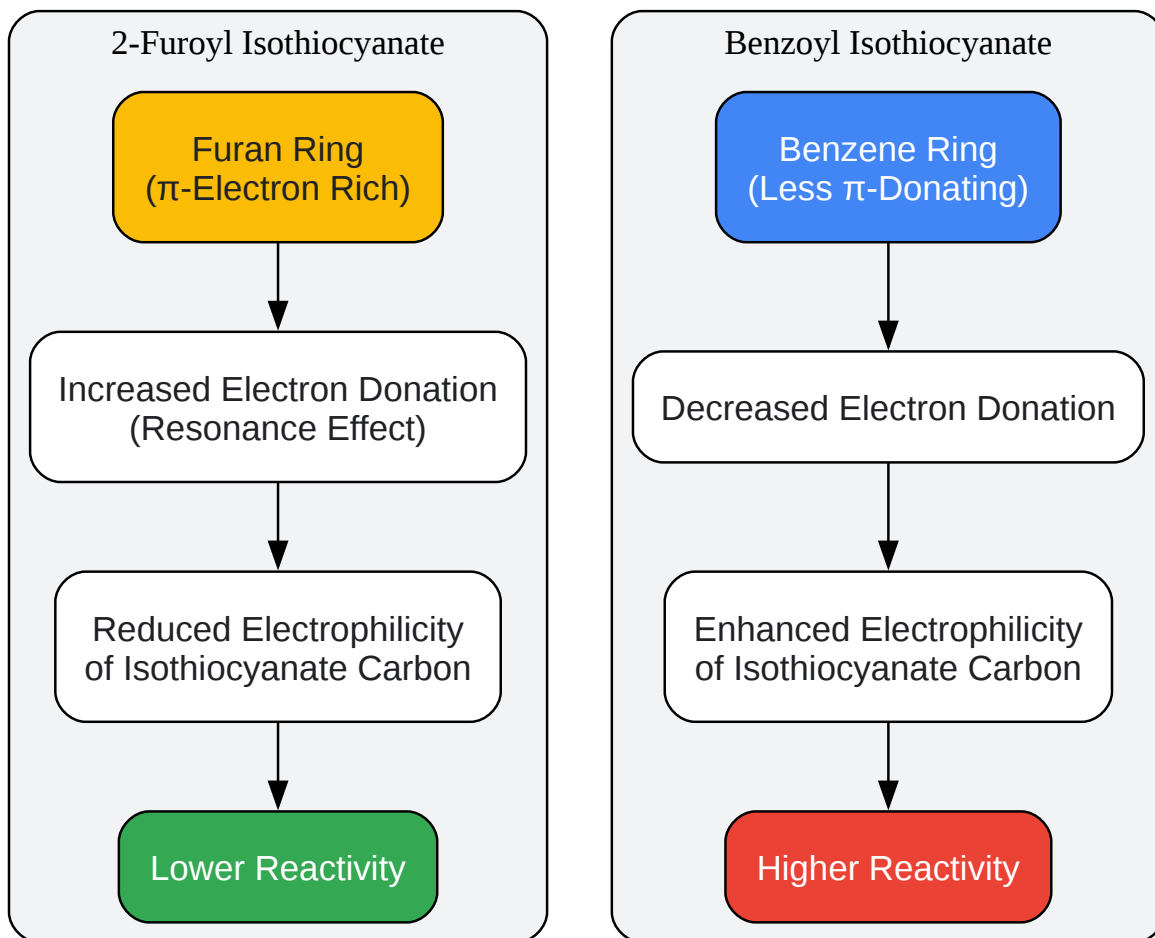 2-Furoyl Isothiocyanate
Furan Ring
(π-Electron Rich)
Increased Electron Donation
(Resonance Effect)
Reduced Electrophilicity
of Isothiocyanate Carbon
Lower Reactivity
Benzoyl Isothiocyanate
Benzene Ring
(Less π-Donating)
Decreased Electron Donation
Enhanced Electrophilicity
of Isothiocyanate Carbon
Higher Reactivity